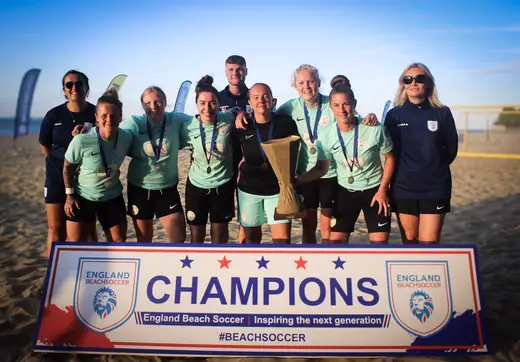 ENGLAND
BEACHSOCCER
CHAMPIONS
England Beach Soccer | Inspiring the next generation
#BEACHSOCCER
ENGLAND
BEACHSOCCER